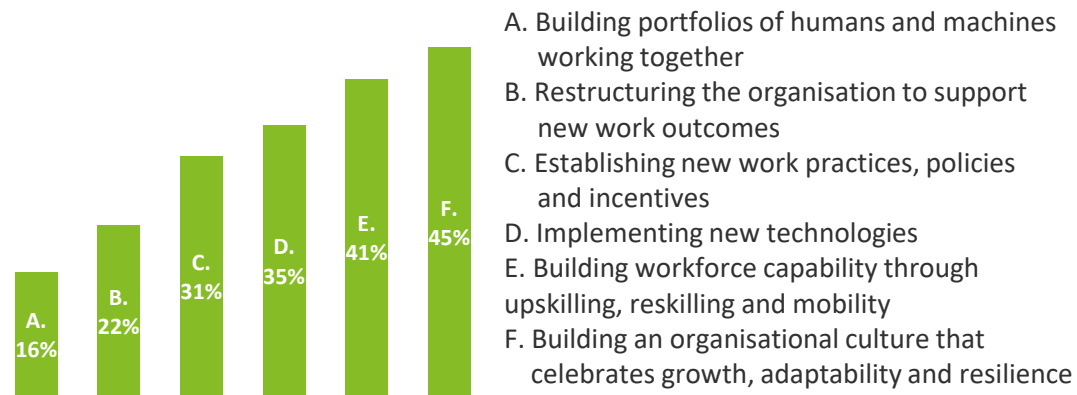 A.
16%
B.
22%
C.
31%
D.
35%
E.
41%
F.
45%
A. Building portfolios of humans and machines
working together
B. Restructuring the organisation to support
new work outcomes
C. Establishing new work practices, policies
and incentives
D. Implementing new technologies
E. Building workforce capability through
upskilling, reskilling and mobility
F. Building an organisational culture that
celebrates growth, adaptability and resilience